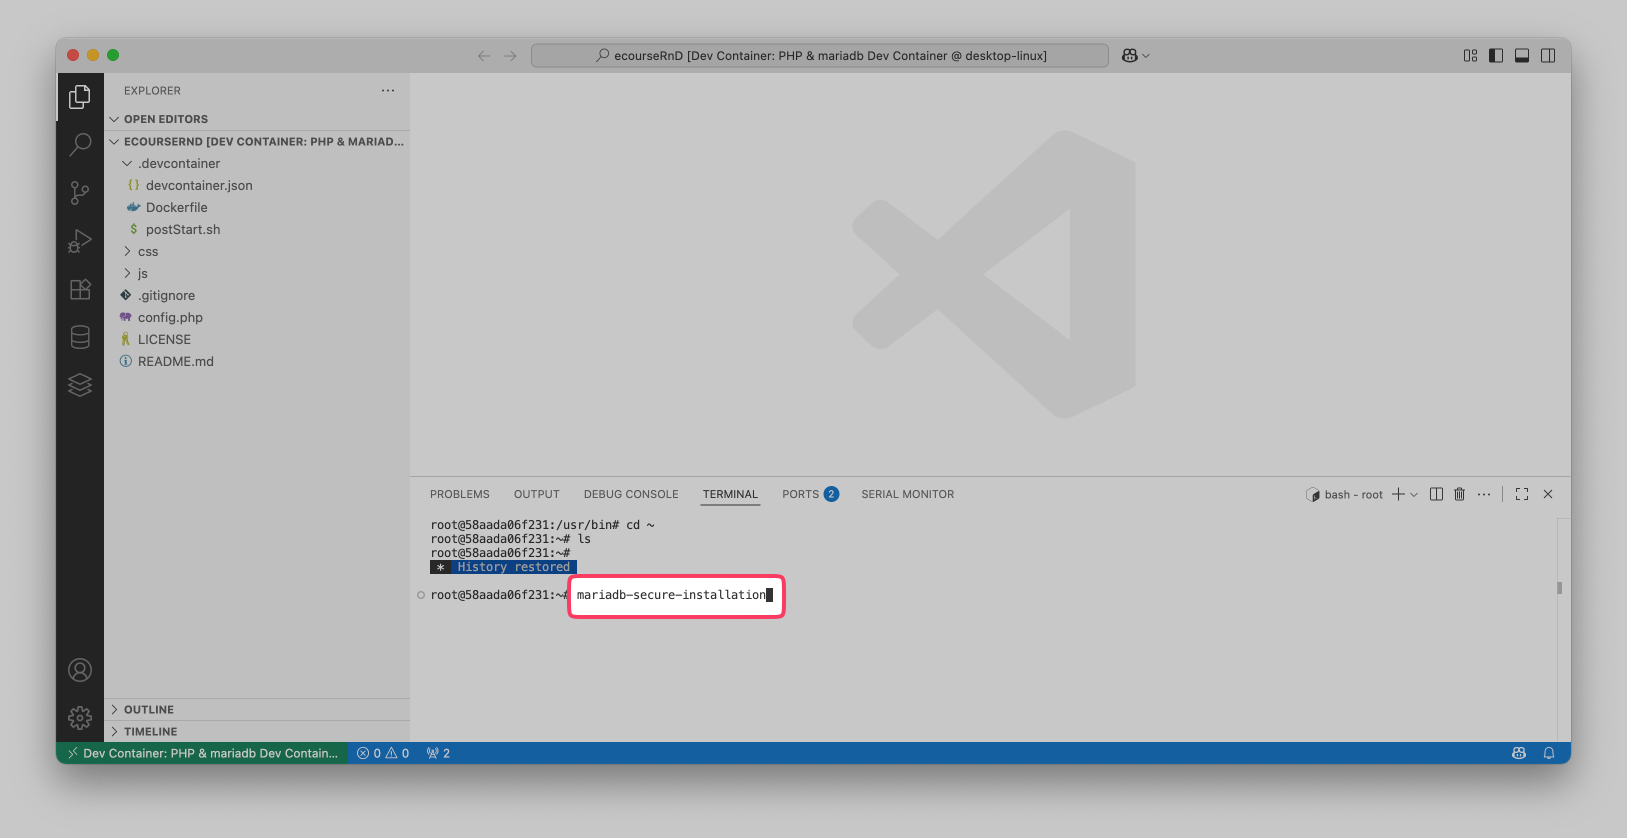 ecourseRnD [Dev Container: PHP & mariadb Dev Container @ desktop-linux]
EXPLORER
OPEN EDITORS
ECOURSERND [DEV CONTAINER: PHP & MARIAD...
.devcontainer
devcontainer.json
Dockerfile
$ postStart.sh
css
js
.gitignore
config.php
LICENSE
README.md
OUTLINE
TIMELINE
PROBLEMS OUTPUT DEBUG CONSOLE TERMINAL PORTS 2 SERIAL MONITOR
bash - root
root@58aada06f231:/usr/bin# cd ~
root@58aada06f231:~# ls
root@58aada06f231:~#
* History restored
root@58aada06f231:~# mariadb-secure-installation
Dev Container: PHP & mariadb Dev Contain... 0 0 2